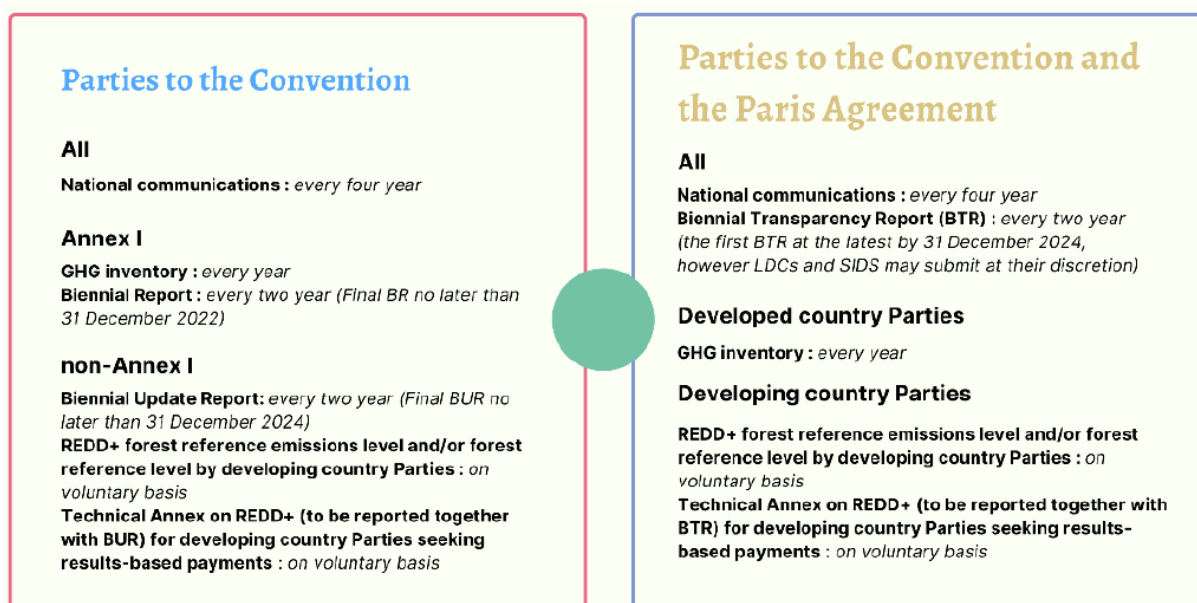 Parties to the Convention
All
National communications : every four year
Annex I
GHG inventory : every year
Biennial Report : every two year (Final BR no later than
31 December 2022)
non-Annex I
Biennial Update Report: every two year (Final BUR no
later than 31 December 2024)
REDD+ forest reference emissions level and/or forest
reference level by developing country Parties : on
voluntary basis
Technical Annex on REDD+ (to be reported together
with BUR) for developing country Parties seeking
results-based payments : on voluntary basis
Parties to the Convention and
the Paris Agreement
All
National communications : every four year
Biennial Transparency Report (BTR) : every two year
(the first BTR at the latest by 31 December 2024,
however LDCs and SIDS may submit at their discretion)
Developed country Parties
GHG inventory : every year
Developing country Parties
REDD+ forest reference emissions level and/or forest
reference level by developing country Parties : on
voluntary basis
Technical Annex on REDD+ (to be reported together with
BTR) for developing country Parties seeking results-
based payments : on voluntary basis